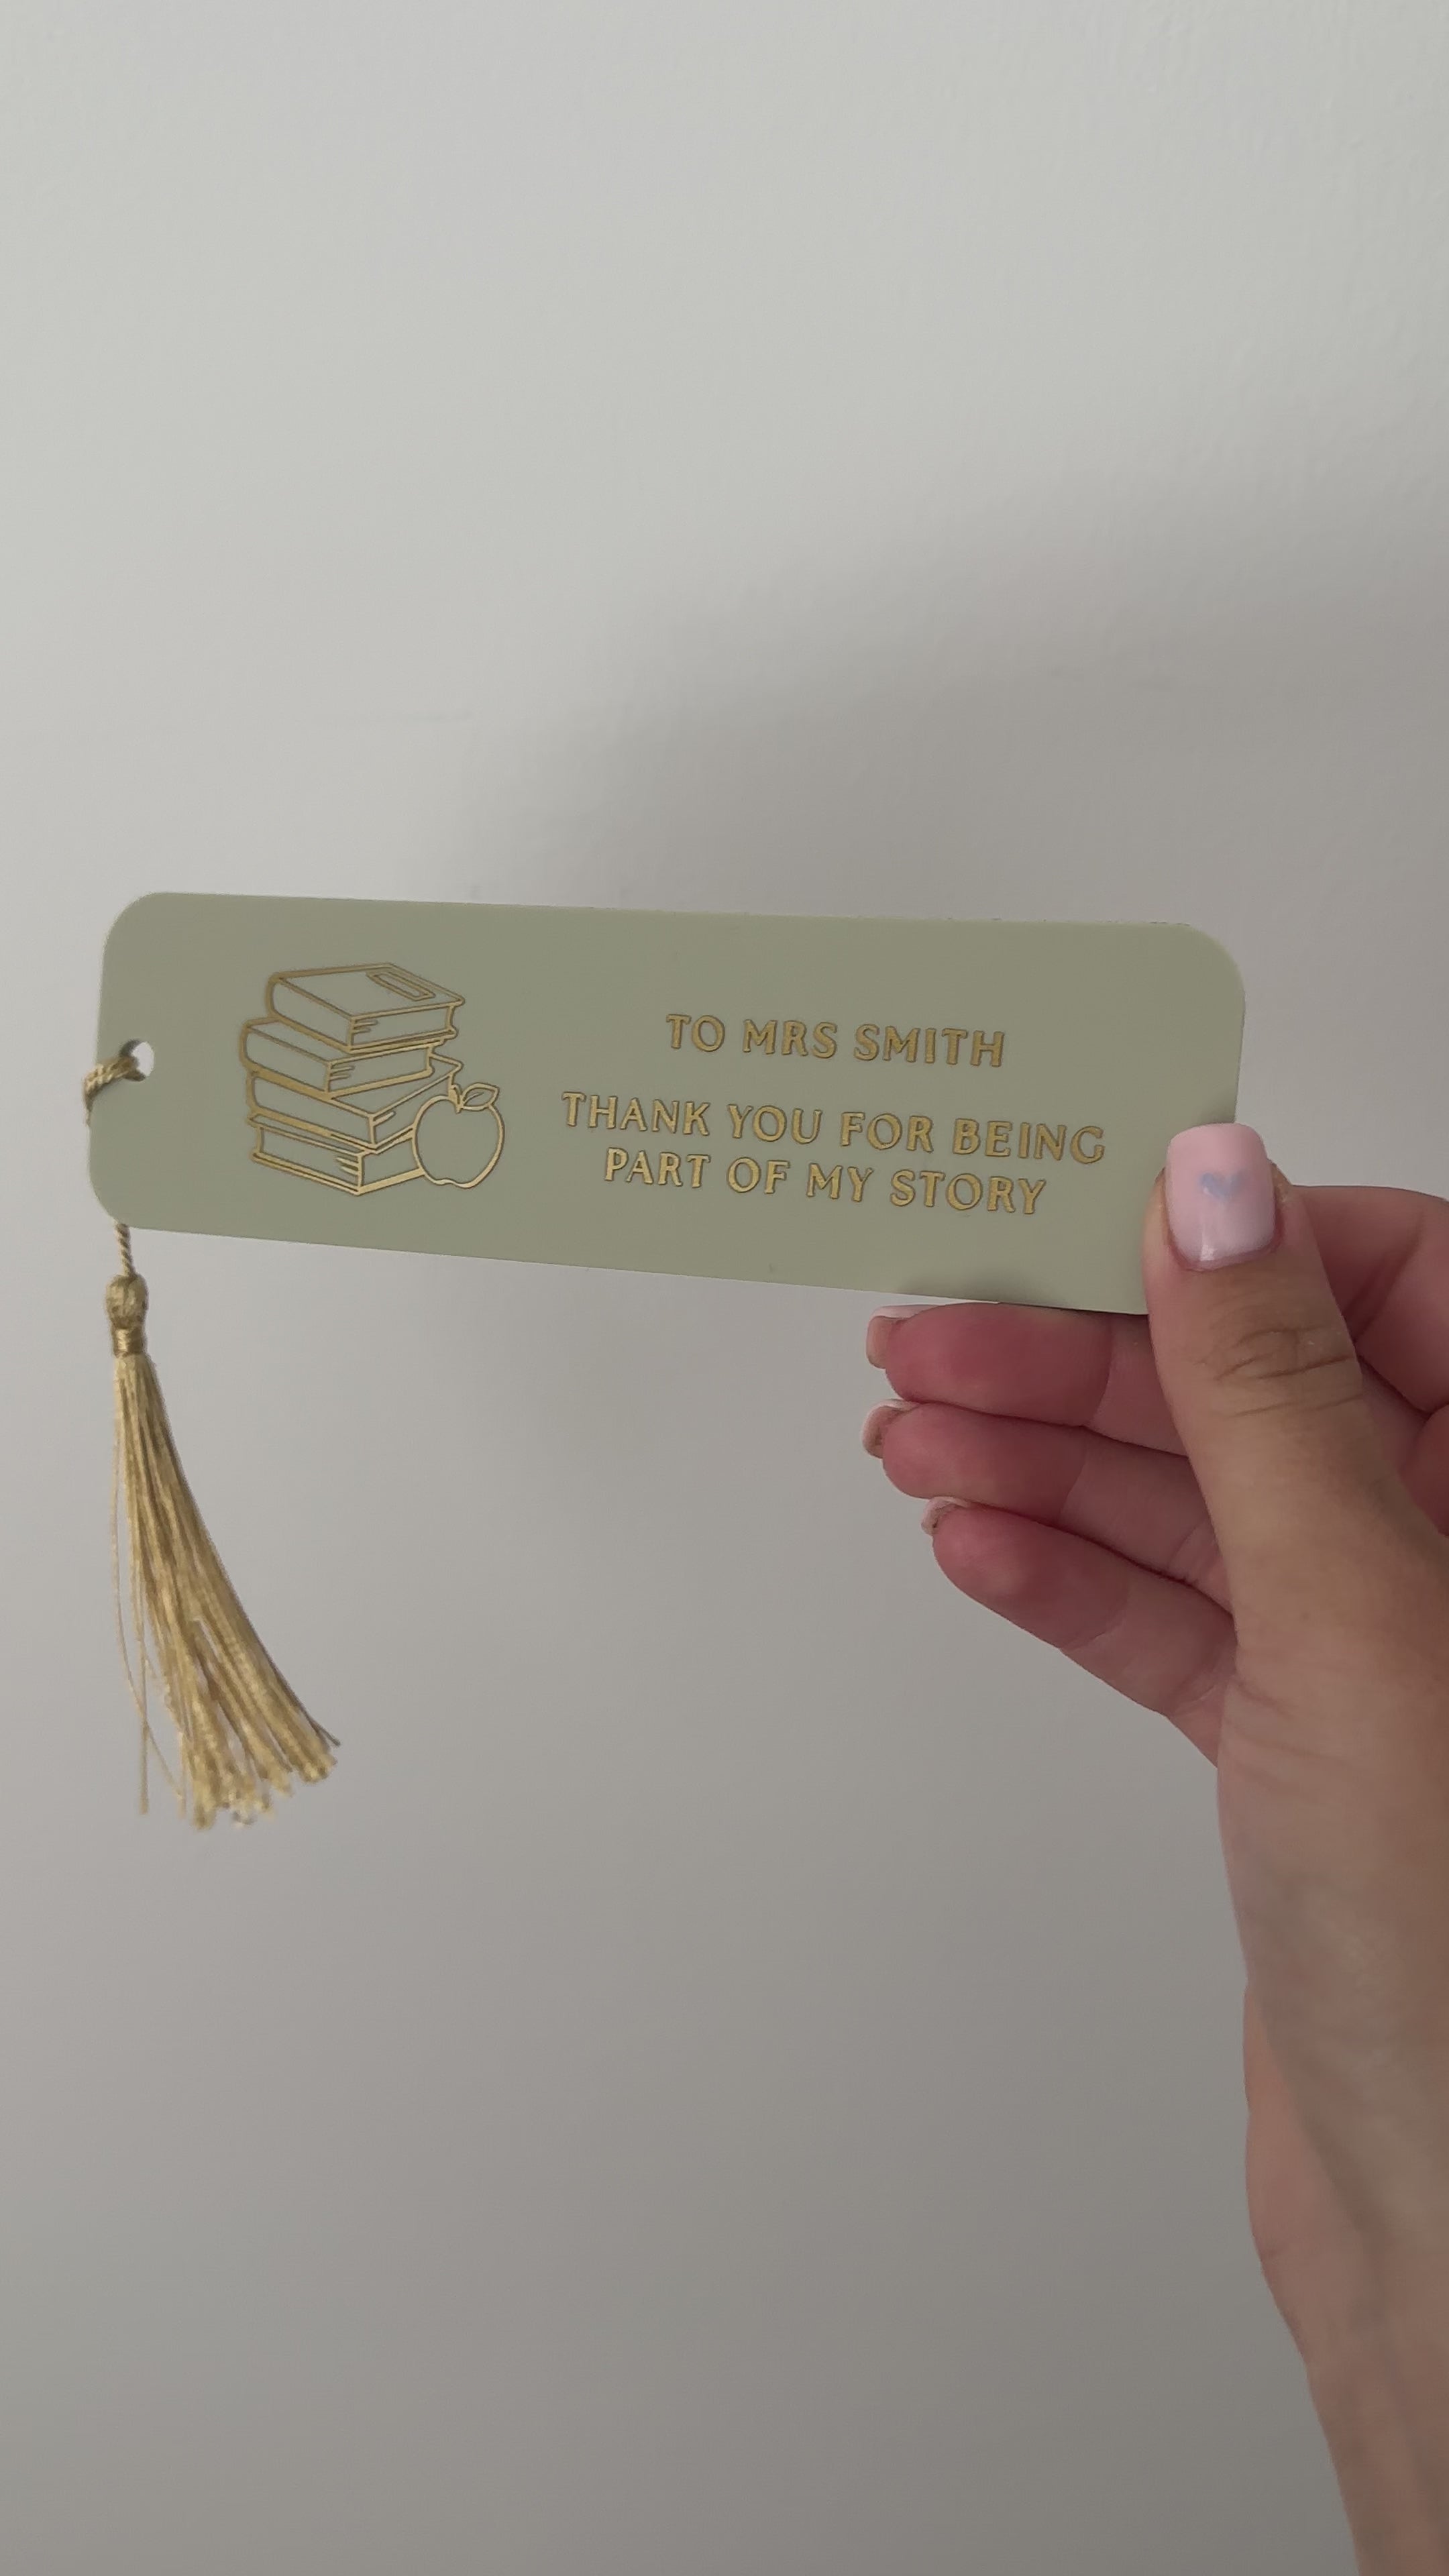 TO MRS SMITH
THANK YOU FOR BEING
PART OF MY STORY